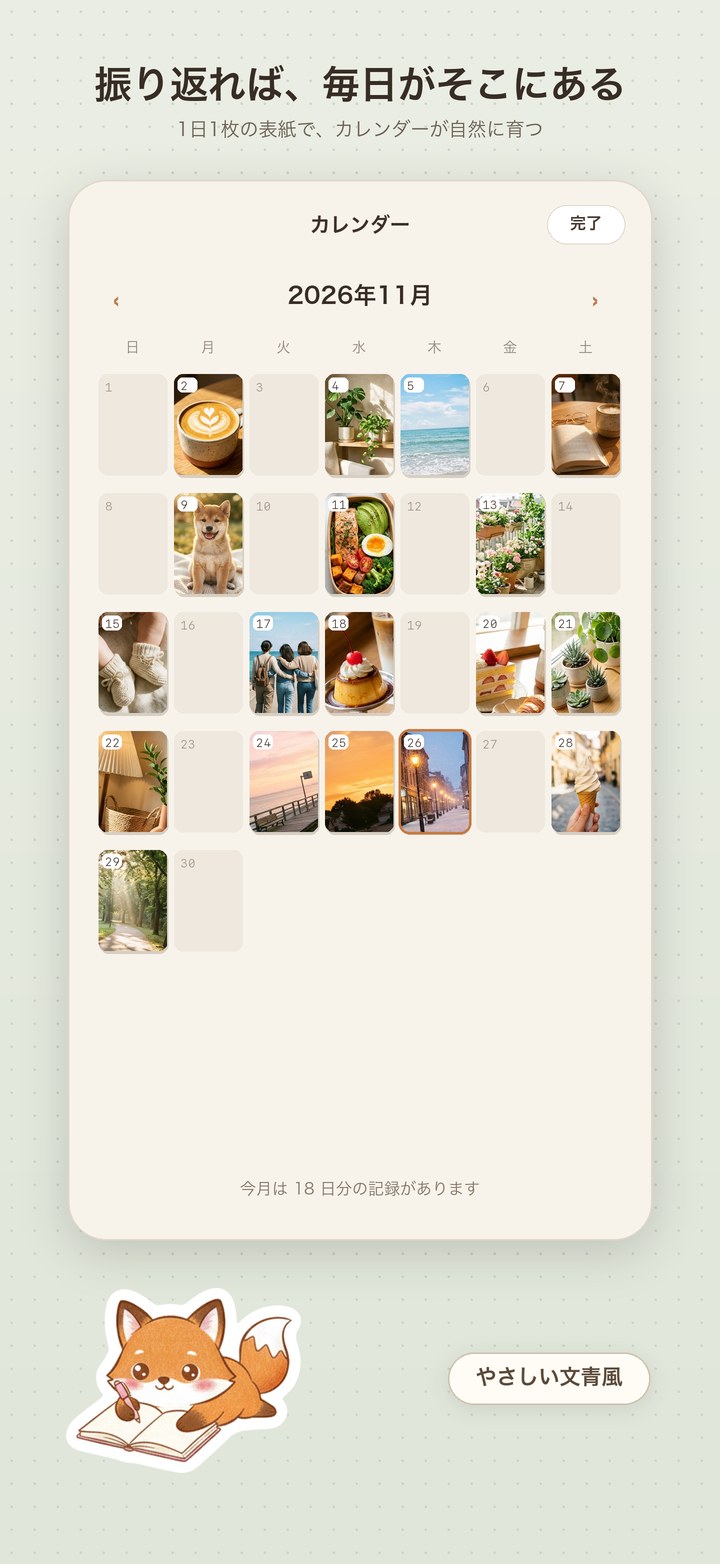 振り返れば、毎日がそこにある
1日1枚の表紙で、カレンダーが自然に育つ
カレンダー
完了
‹ 2026年11月 ›
日 月 火 水 木 金 土
1 2 3 4 5 6 7
8 9 10 11 12 13 14
15 16 17 18 19 20 21
22 23 24 25 26 27 28
29 30
今月は 18 日分の記録があります
やさしい文青風